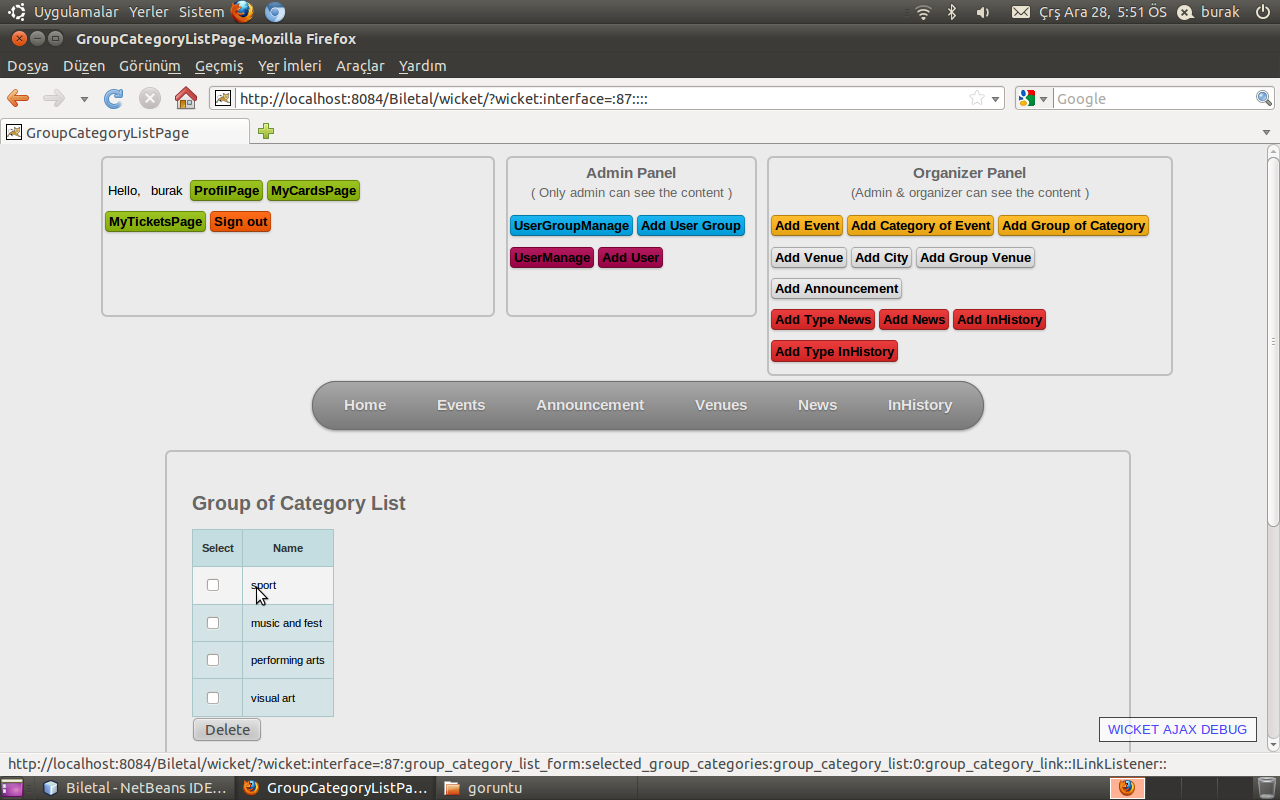 Uygulamalar Yerler Sistem Çrş Ara 28, 5:51 ÖS burak
GroupCategoryListPage-Mozilla Firefox
Dosya Düzen Görünüm Geçmiş Yer İmleri Araçlar Yardım
http://localhost:8084/Biletal/wicket/?wicket:interface=:87:::: Google
GroupCategoryListPage
Hello, burak ProfilPage MyCardsPage
MyTicketsPage Sign out
Admin Panel
( Only admin can see the content )
UserGroupManage Add User Group
UserManage Add User
Organizer Panel
(Admin & organizer can see the content )
Add Event Add Category of Event Add Group of Category
Add Venue Add City Add Group Venue
Add Announcement
Add Type News Add News Add InHistory
Add Type InHistory
Home Events Announcement Venues News InHistory
Group of Category List
Select Name
sport
music and fest
performing arts
visual art
Delete
WICKET AJAX DEBUG
http://localhost:8084/Biletal/wicket/?wicket:interface=:87:group_category_list_form:selected_group_categories:group_category_list:0:group_category_link::ILinkListener::
Biletal - NetBeans IDE... GroupCategoryListPa... goruntu